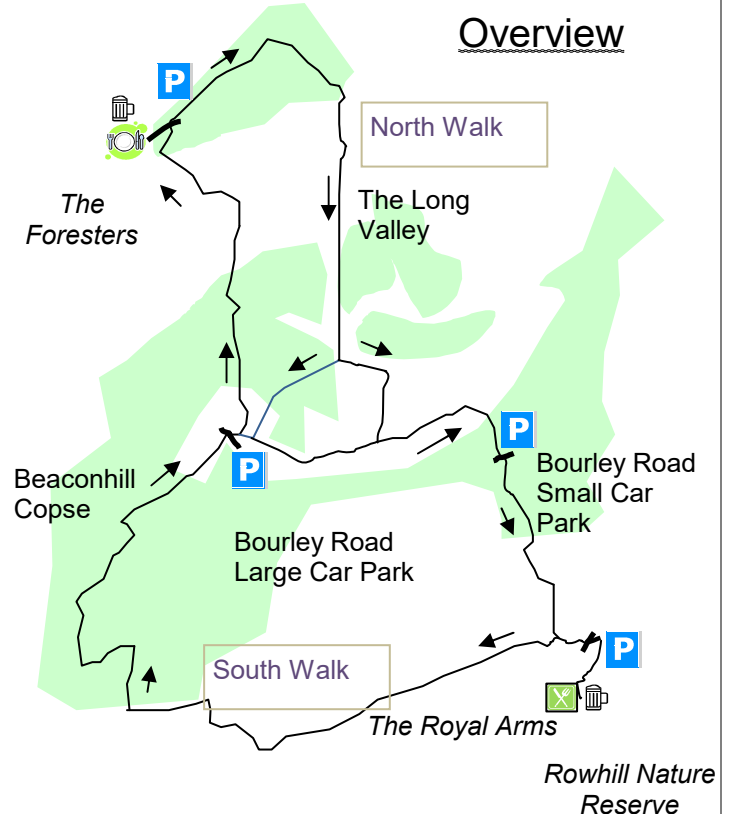 Overview
P
North Walk
The
Foresters
The Long
Valley
P
P
Beaconhill
Copse
Bourley Road
Small Car
Park
Bourley Road
Large Car Park
P
South Walk
The Royal Arms
Rowhill Nature
Reserve